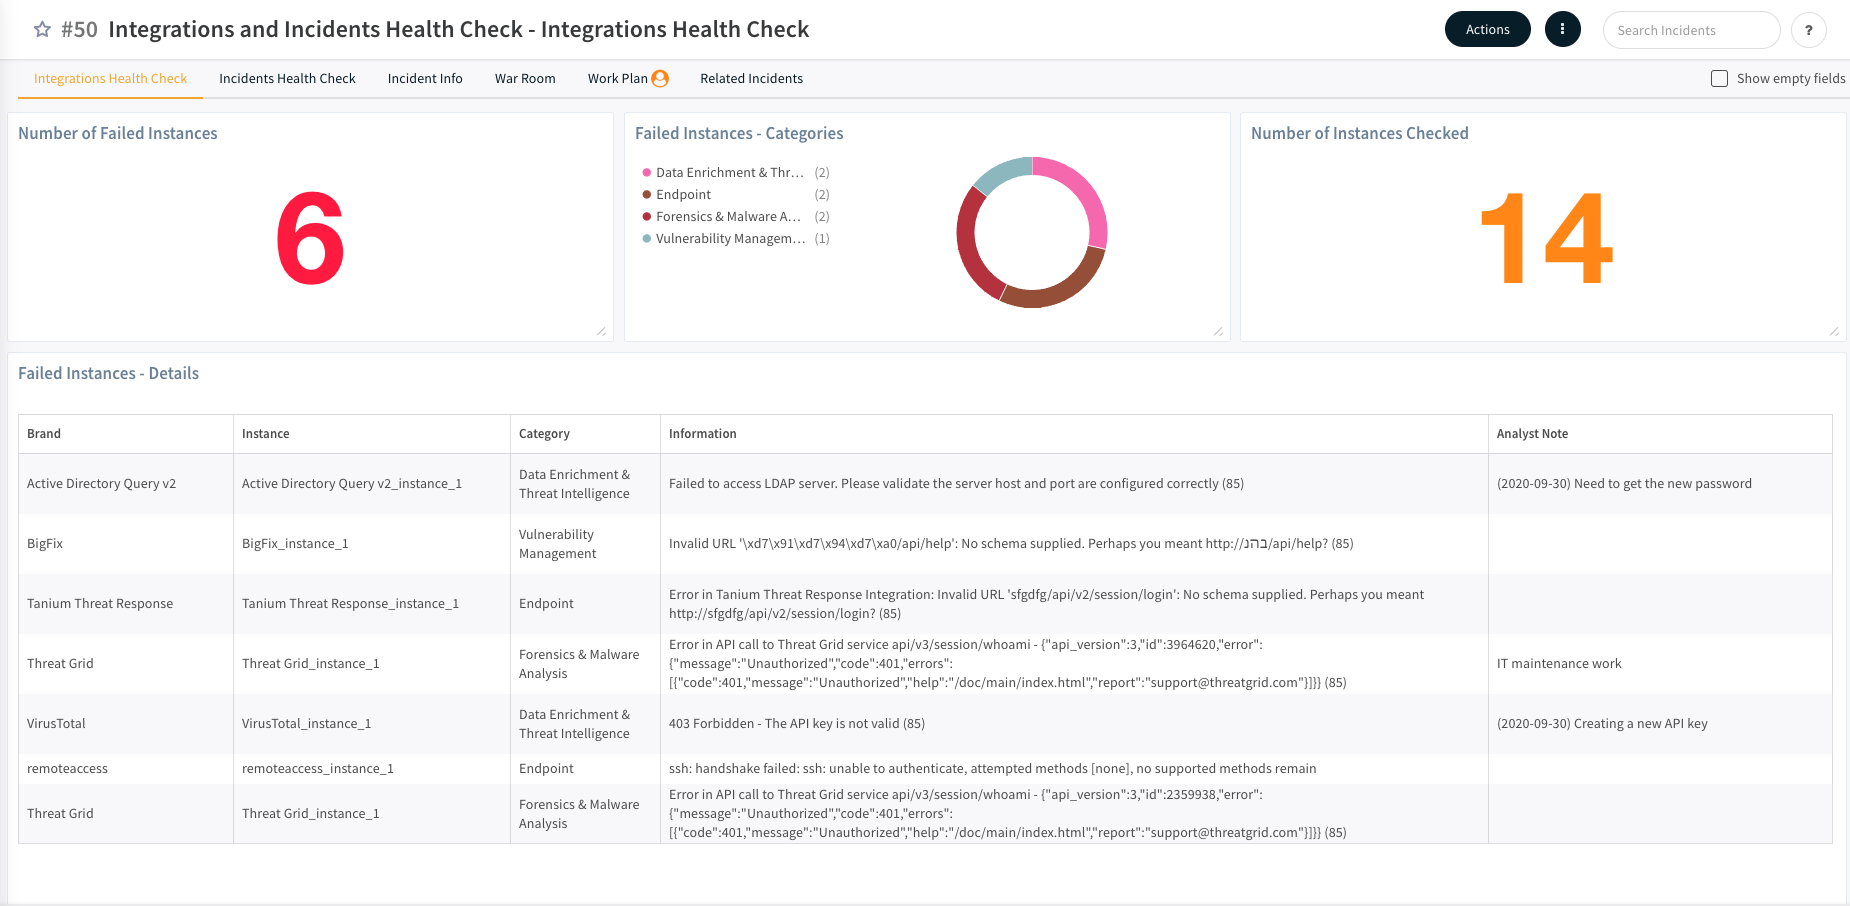 #50 Integrations and Incidents Health Check - Integrations Health Check
Actions
Search Incidents
?
Integrations Health Check
Incidents Health Check
Incident Info
War Room
Work Plan
Related Incidents
Show empty fields
Number of Failed Instances
6
Failed Instances - Categories
Data Enrichment & Thr... (2)
Endpoint (2)
Forensics & Malware A... (2)
Vulnerability Managem... (1)
Number of Instances Checked
14
Failed Instances - Details
Brand
Instance
Category
Information
Analyst Note
Active Directory Query v2
Active Directory Query v2_instance_1
Data Enrichment &
Threat Intelligence
Failed to access LDAP server. Please validate the server host and port are configured correctly (85)
(2020-09-30) Need to get the new password
BigFix
BigFix_instance_1
Vulnerability
Management
Invalid URL '\xd7\x91\xd7\x94\xd7\xa0/api/help': No schema supplied. Perhaps you meant http://בהנ/api/help? (85)
Tanium Threat Response
Tanium Threat Response_instance_1
Endpoint
Error in Tanium Threat Response Integration: Invalid URL 'sfgdfg/api/v2/session/login': No schema supplied. Perhaps you meant
http://sfgdfg/api/v2/session/login? (85)
Threat Grid
Threat Grid_instance_1
Forensics & Malware
Analysis
Error in API call to Threat Grid service api/v3/session/whoami - {"api_version":3,"id":3964620,"error":
{"message":"Unauthorized","code":401,"errors":
[{"code":401,"message":"Unauthorized","help":"/doc/main/index.html","report":"support@threatgrid.com"}]}} (85)
IT maintenance work
VirusTotal
VirusTotal_instance_1
Data Enrichment &
Threat Intelligence
403 Forbidden - The API key is not valid (85)
(2020-09-30) Creating a new API key
remoteaccess
remoteaccess_instance_1
Endpoint
ssh: handshake failed: ssh: unable to authenticate, attempted methods [none], no supported methods remain
Threat Grid
Threat Grid_instance_1
Forensics & Malware
Analysis
Error in API call to Threat Grid service api/v3/session/whoami - {"api_version":3,"id":2359938,"error":
{"message":"Unauthorized","code":401,"errors":
[{"code":401,"message":"Unauthorized","help":"/doc/main/index.html","report":"support@threatgrid.com"}]}} (85)